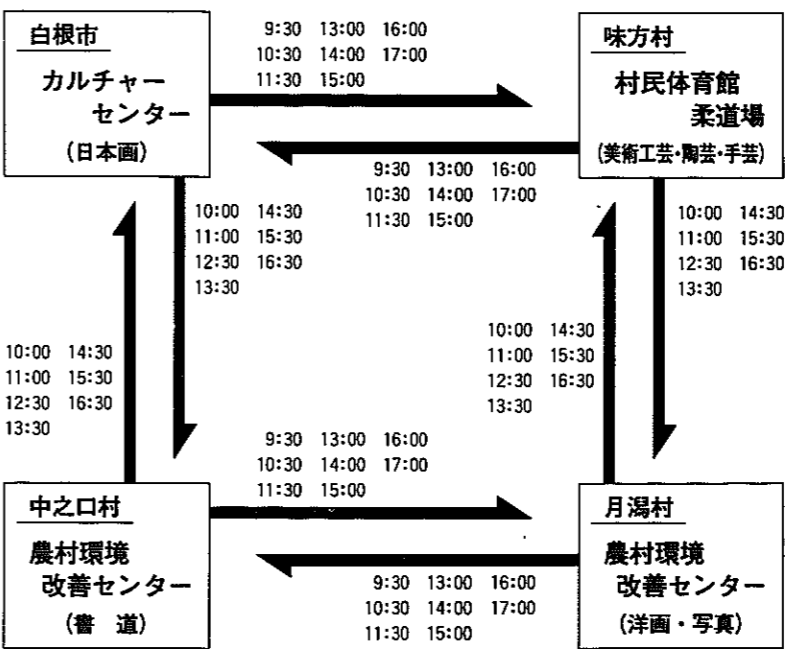 白根市
カルチャー
センター
(日本画)
9:30 13:00 16:00
10:30 14:00 17:00
11:30 15:00
味方村
村民体育館
柔道場
(美術工芸・陶芸・手芸)
9:30 13:00 16:00
10:30 14:00 17:00
11:30 15:00
10:00 14:30
11:00 15:30
12:30 16:30
13:30
10:00 14:30
11:00 15:30
12:30 16:30
13:30
10:00 14:30
11:00 15:30
12:30 16:30
13:30
10:00 14:30
11:00 15:30
12:30 16:30
13:30
中之口村
農村環境
改善センター
(書 道)
9:30 13:00 16:00
10:30 14:00 17:00
11:30 15:00
月潟村
農村環境
改善センター
(洋画・写真)
9:30 13:00 16:00
10:30 14:00 17:00
11:30 15:00